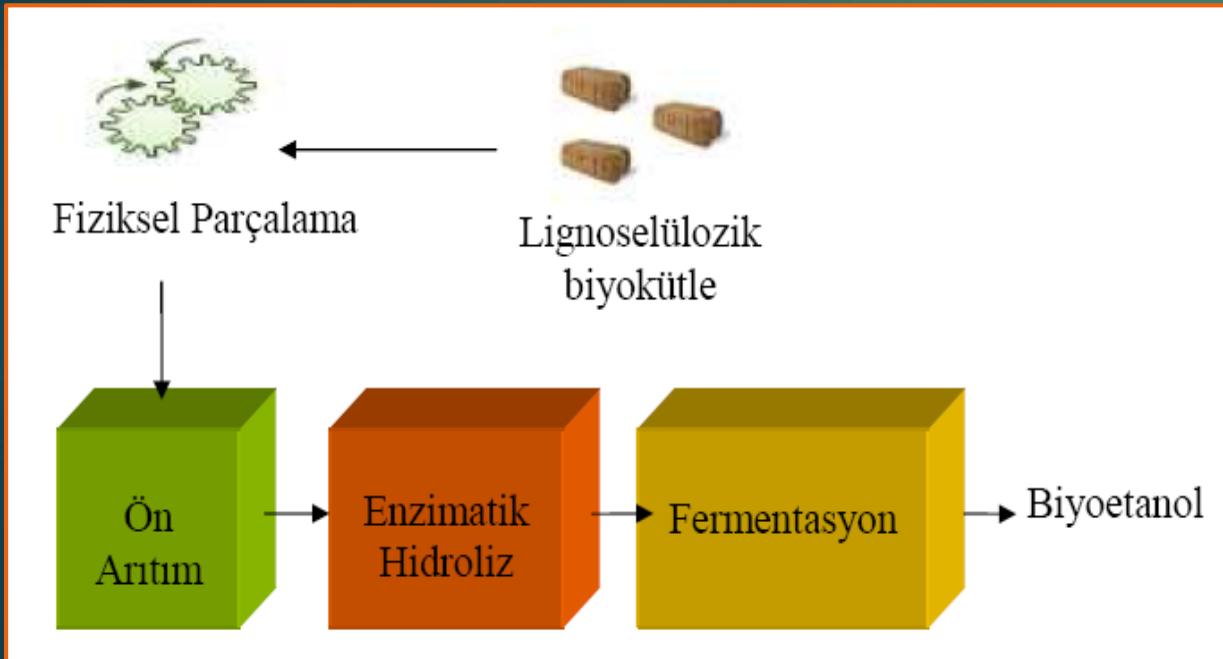 Fiziksel Parçalama
Lignoselülozik
biyokütle
Ön
Arıtım
Enzimatik
Hidroliz
Fermentasyon
Biyoetanol